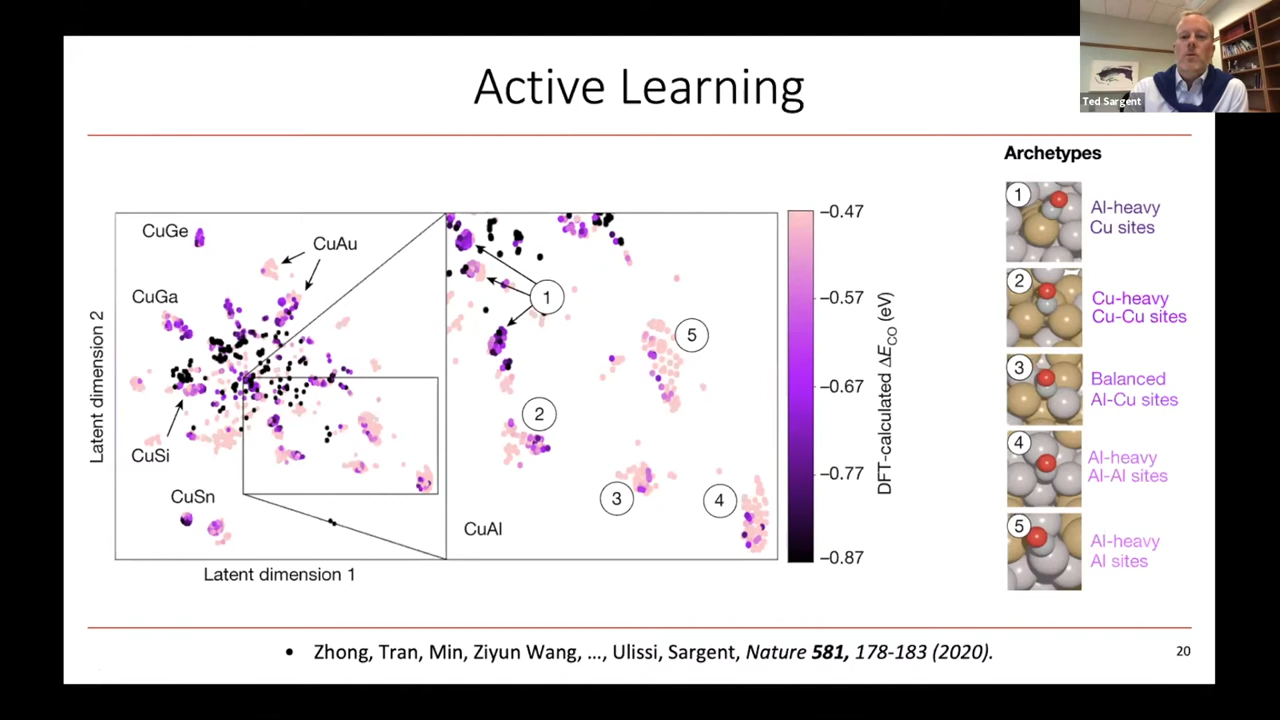 Active Learning
Ted Sargent
Archetypes
CuGe
CuAu
CuGa
CuSi
CuSn
CuAl
Latent dimension 2
Latent dimension 1
1
2
3
4
5
−0.47
−0.57
−0.67
−0.77
−0.87
DFT-calculated ΔE_CO (eV)
1
Al-heavy
Cu sites
2
Cu-heavy
Cu-Cu sites
3
Balanced
Al-Cu sites
4
Al-heavy
Al-Al sites
5
Al-heavy
Al sites
• Zhong, Tran, Min, Ziyun Wang, …, Ulissi, Sargent, Nature 581, 178-183 (2020).
20